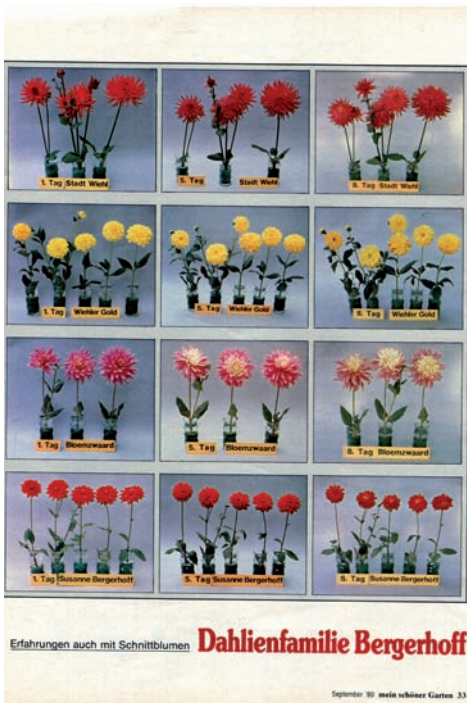 1. Tag Stadt Wiehl
5. Tag Stadt Wiehl
8. Tag Stadt Wiehl
1. Tag Wiehler Gold
5. Tag Wiehler Gold
8. Tag Wiehler Gold
1. Tag Bloemzwaard
5. Tag Bloemzwaard
8. Tag Bloemzwaard
1. Tag Susanne Bergerhoff
5. Tag Susanne Bergerhoff
8. Tag Susanne Bergerhoff
Erfahrungen auch mit Schnittblumen Dahlienfamilie Bergerhoff
September '80 mein schöner Garten 33